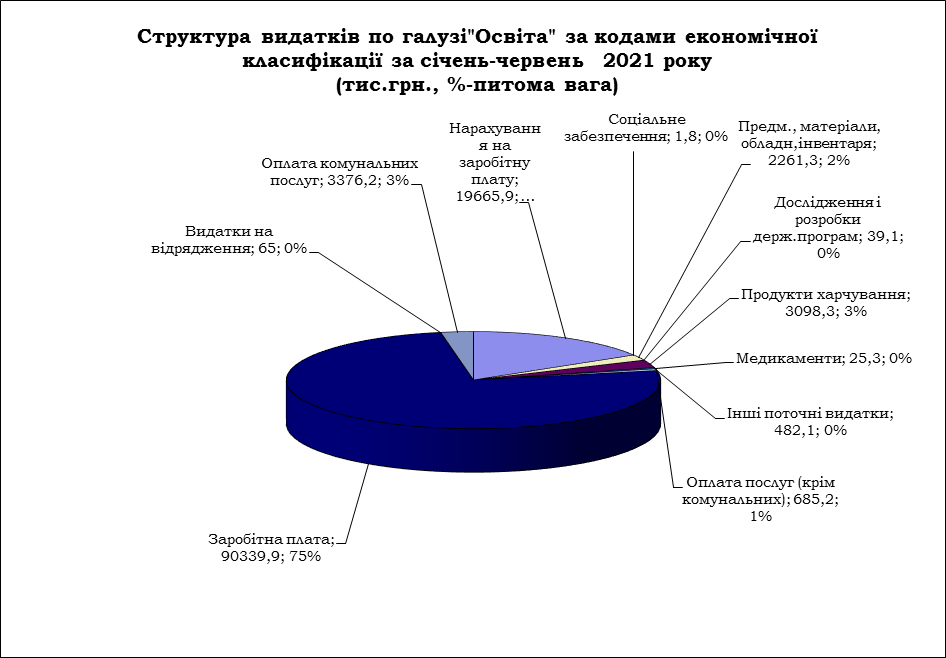 Структура видатків по галузі"Освіта" за кодами економічної
класифікації за січень-червень 2021 року
(тис.грн., %-питома вага)
Нарахуванн
я на
заробітну
плату;
19665,9;...
Соціальне
забезпечення; 1,8; 0%
Предм., матеріали,
обладн,інвентаря;
2261,3; 2%
Оплата комунальних
послуг; 3376,2; 3%
Дослідження і
розробки
держ.програм; 39,1;
0%
Видатки на
відрядження; 65; 0%
Продукти харчування;
3098,3; 3%
Медикаменти; 25,3; 0%
Інші поточні видатки;
482,1; 0%
Оплата послуг (крім
комунальних); 685,2;
1%
Заробітна плата;
90339,9; 75%